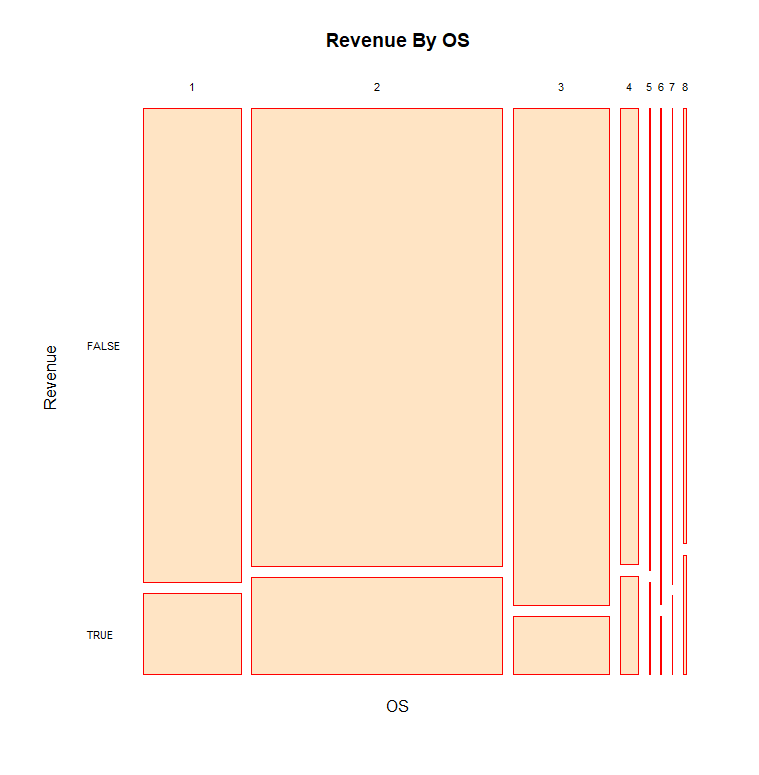 Revenue By OS
1 2 3 4 5 6 7 8
Revenue
FALSE
TRUE
OS